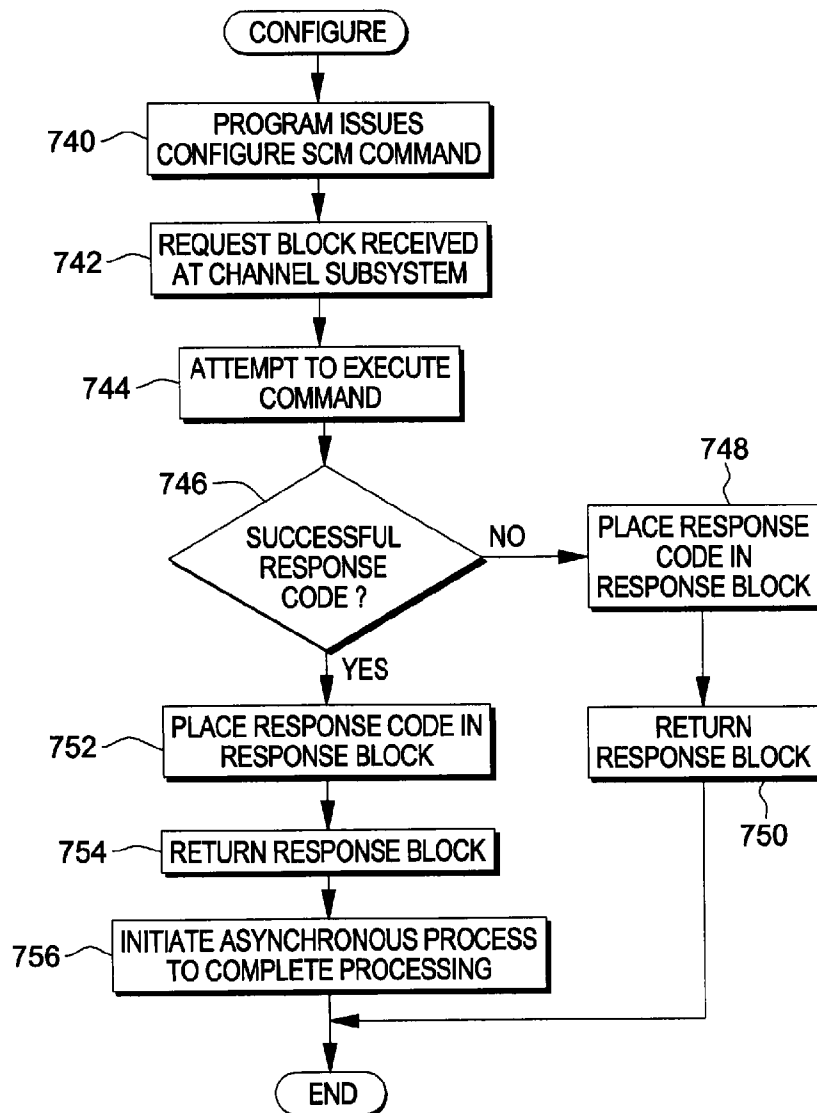 CONFIGURE
740
PROGRAM ISSUES
CONFIGURE SCM COMMAND
742
REQUEST BLOCK RECEIVED
AT CHANNEL SUBSYSTEM
744
ATTEMPT TO EXECUTE
COMMAND
746
SUCCESSFUL
RESPONSE
CODE ?
NO
748
PLACE RESPONSE
CODE IN
RESPONSE BLOCK
YES
752
PLACE RESPONSE CODE IN
RESPONSE BLOCK
RETURN
RESPONSE BLOCK
750
754
RETURN RESPONSE BLOCK
756
INITIATE ASYNCHRONOUS PROCESS
TO COMPLETE PROCESSING
END